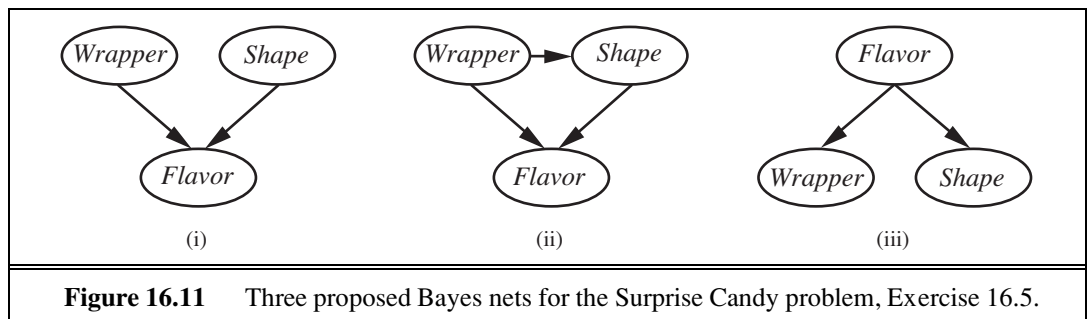 Wrapper Shape Wrapper Shape Flavor
Flavor Flavor Wrapper Shape
(i) (ii) (iii)
Figure 16.11 Three proposed Bayes nets for the Surprise Candy problem, Exercise 16.5.